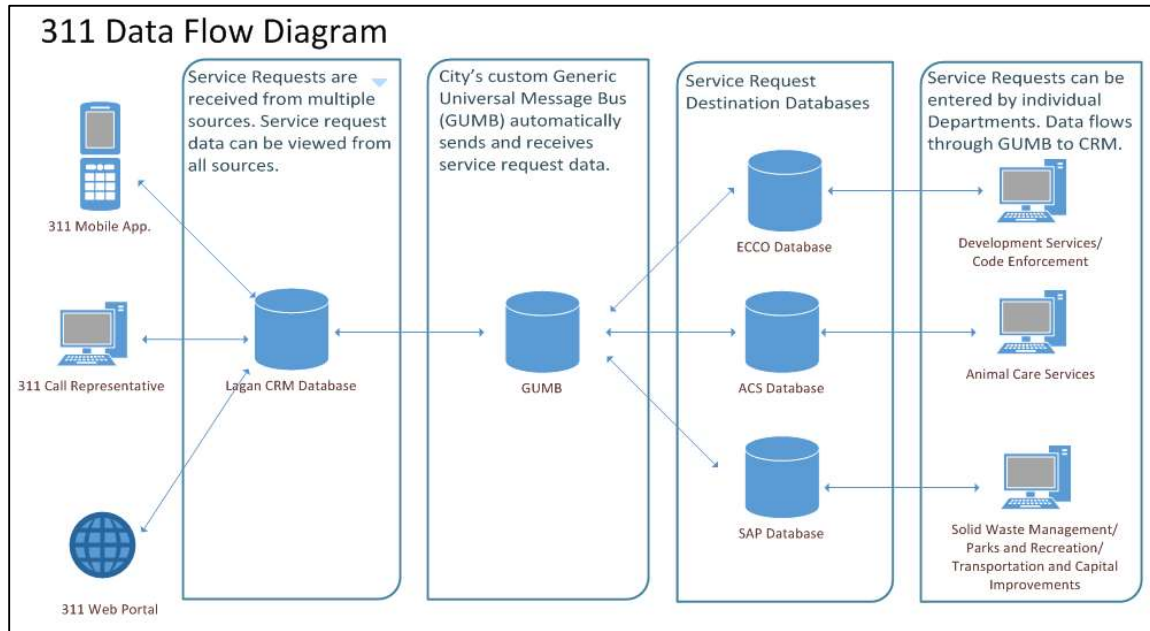 311 Data Flow Diagram
Service Requests are
received from multiple
sources. Service request
data can be viewed from
all sources.
City's custom Generic
Universal Message Bus
(GUMB) automatically
sends and receives
service request data.
Service Request
Destination Databases
Service Requests can be
entered by individual
Departments. Data flows
through GUMB to CRM.
311 Mobile App.
311 Call Representative
311 Web Portal
Lagan CRM Database
GUMB
ECCO Database
ACS Database
SAP Database
Development Services/
Code Enforcement
Animal Care Services
Solid Waste Management/
Parks and Recreation/
Transportation and Capital
Improvements